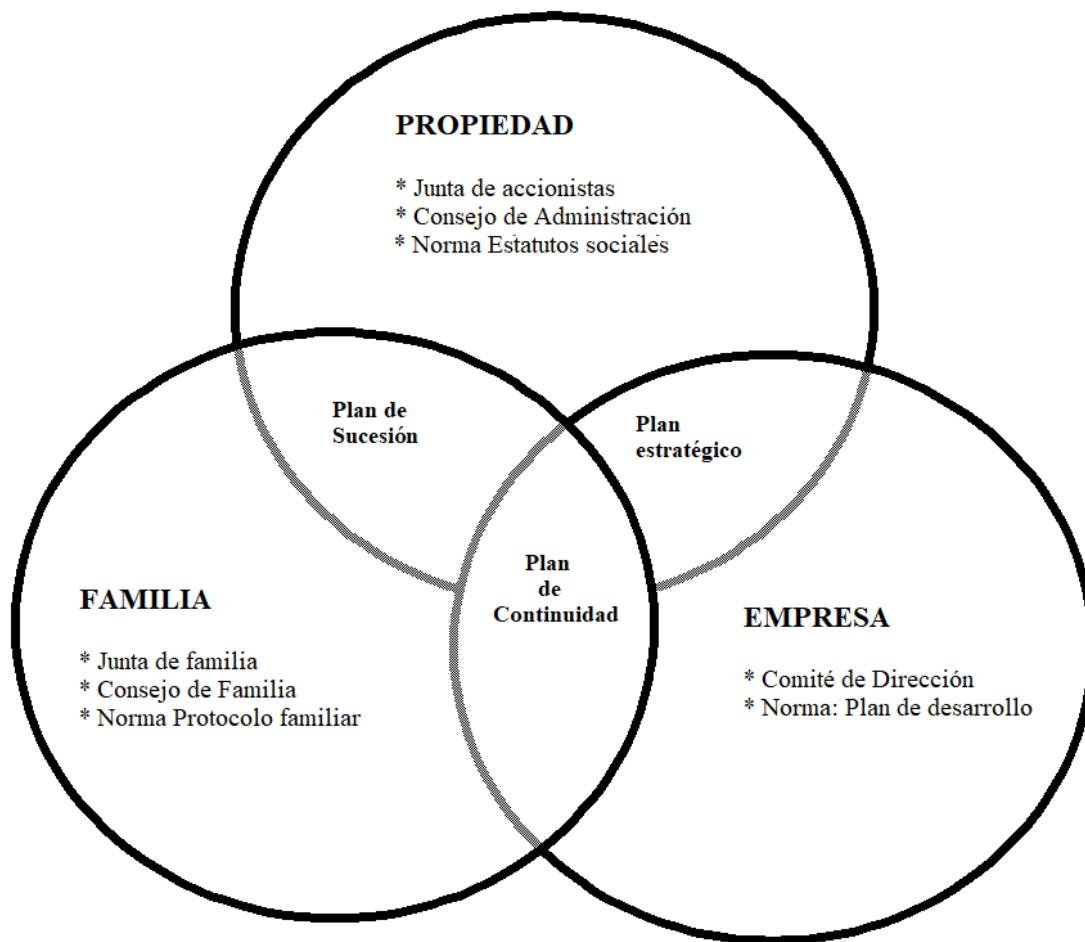 PROPIEDAD
* Junta de accionistas
* Consejo de Administración
* Norma Estatutos sociales
Plan de
Sucesión
Plan
estratégico
Plan
de
Continuidad
FAMILIA
* Junta de familia
* Consejo de Familia
* Norma Protocolo familiar
EMPRESA
* Comité de Dirección
* Norma: Plan de desarrollo